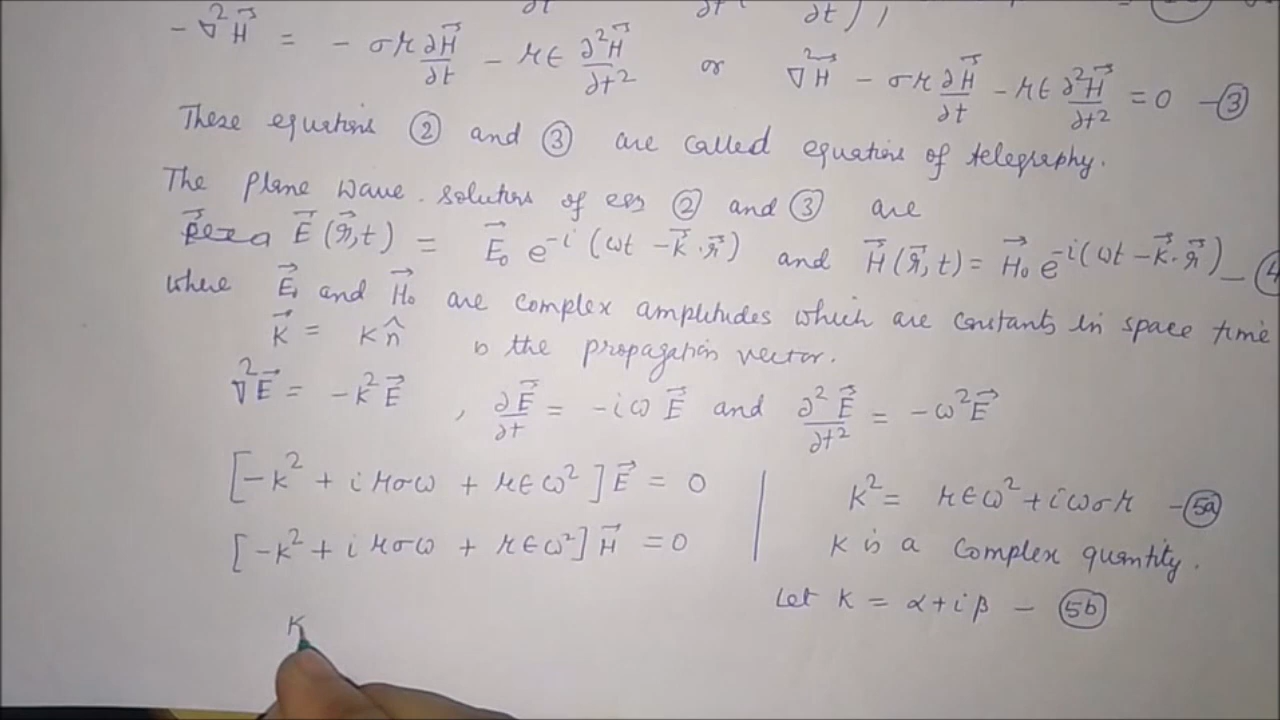 ∂t ∂t ∂t ) ,
- ∇²H⃗ = - σμ ∂H⃗/∂t - μϵ ∂²H⃗/∂t² or ∇²H⃗ - σμ ∂H⃗/∂t - μϵ ∂²H⃗/∂t² = 0 - ③
These equations ② and ③ are called equations of telegraphy.
The plane wave solutions of eqs ② and ③ are
E⃗ (r⃗,t) = E⃗₀ e^{-i (ωt - k⃗·r⃗)} and H⃗ (r⃗, t) = H⃗₀ e^{-i(ωt - k⃗·r⃗)} - ④
where E⃗₀ and H⃗₀ are complex amplitudes which are constants in space time
k⃗ = k n̂ is the propagation vector.
∇²E⃗ = -k²E⃗ , ∂E⃗/∂t = -iωE⃗ and ∂²E⃗/∂t² = -ω²E⃗
[-k² + iμσω + μϵω²]E⃗ = 0
[-k² + iμσω + μϵω²]H⃗ = 0
k² = μϵω² + iωσμ - (5a)
k is a complex quantity.
Let k = α + iβ - (5b)
K